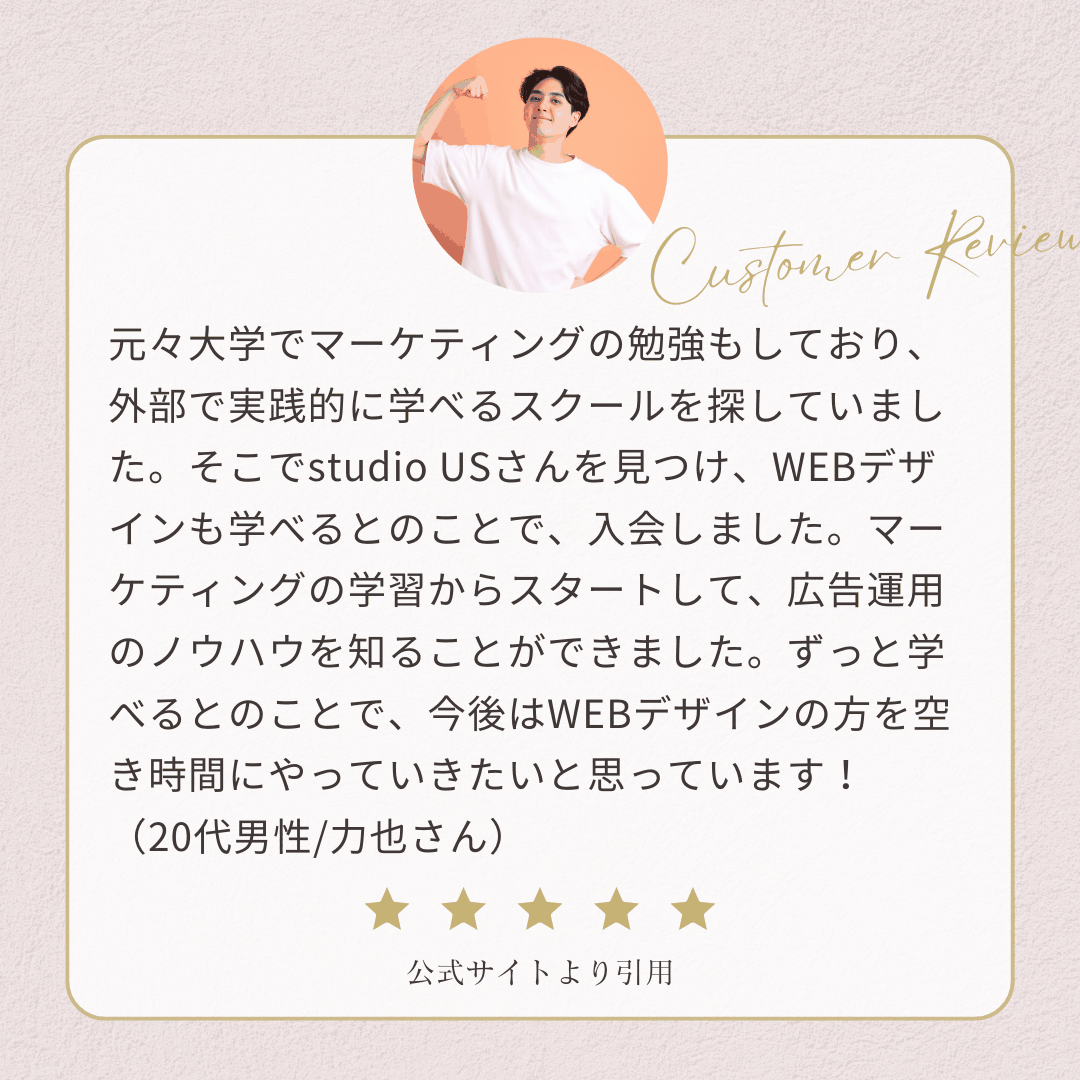 Customer Review
元々大学でマーケティングの勉強もしており、
外部で実践的に学べるスクールを探していまし
た。そこでstudio USさんを見つけ、WEBデザ
インも学べるとのことで、入会しました。マー
ケティングの学習からスタートして、広告運用
のノウハウを知ることができました。ずっと学
べるとのことで、今後はWEBデザインの方を空
き時間にやっていきたいと思っています！
（20代男性/力也さん）
公式サイトより引用